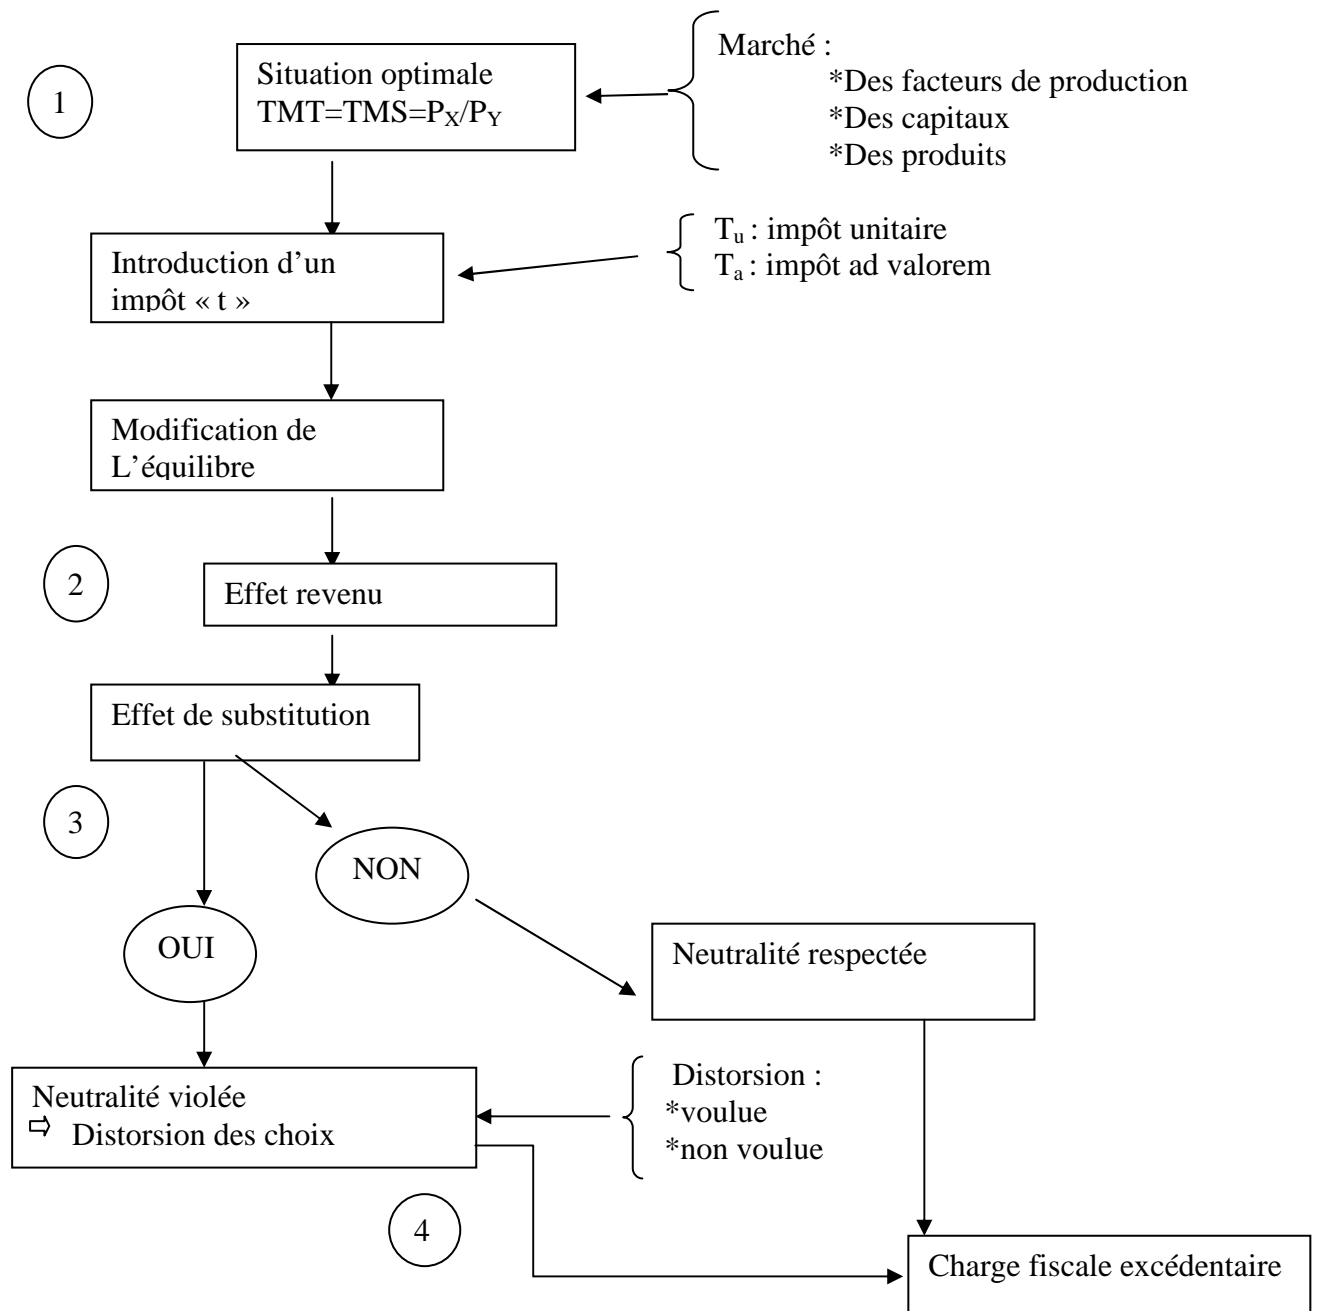 Marché :
1
Situation optimale
TMT=TMS=PX/PY
*Des facteurs de production
*Des capitaux
*Des produits
Introduction d’un
impôt « t »
Tu : impôt unitaire
Ta : impôt ad valorem
Modification de
L’équilibre
2
Effet revenu
Effet de substitution
3
NON
OUI
Neutralité respectée
Neutralité violée
⇨ Distorsion des choix
Distorsion :
*voulue
*non voulue
4
Charge fiscale excédentaire